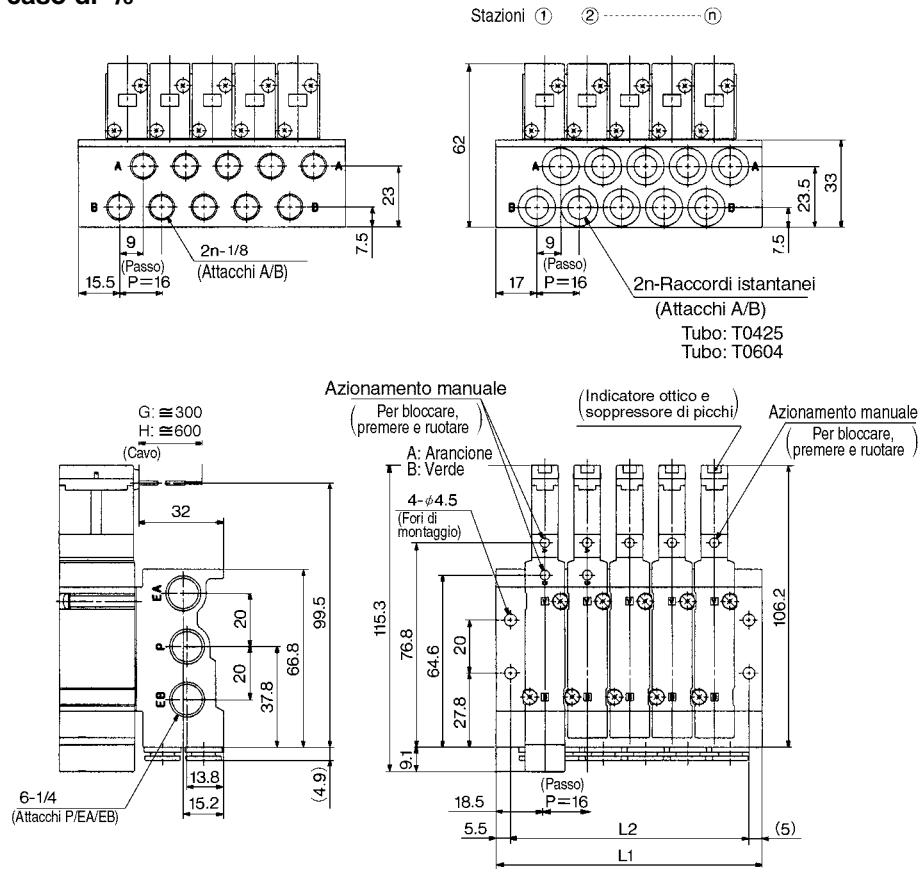 caso di ⅛
Stazioni ① ② ⓝ
A A
B B
23
7.5
9
(Passo)
P=16
15.5
2n-1/8
(Attacchi A/B)
62
A A
B B
33
23.5
7.5
9
(Passo)
P=16
17
2n-Raccordi istantanei
(Attacchi A/B)
Tubo: T0425
Tubo: T0604
G: ≅300
H: ≅600
(Cavo)
32
EA
P
EB
20
20
37.8
66.8
99.5
13.8
15.2
(4.9)
6-1/4
(Attacchi P/EA/EB)
Azionamento manuale
(Per bloccare,
premere e ruotare)
A: Arancione
B: Verde
4-φ4.5
(Fori di
montaggio)
(Indicatore ottico e
soppressore di picchi)
Azionamento manuale
(Per bloccare,
premere e ruotare)
115.3
76.8
64.6
20
27.8
9.1
106.2
18.5
(Passo)
P=16
5.5
L2
(5)
L1